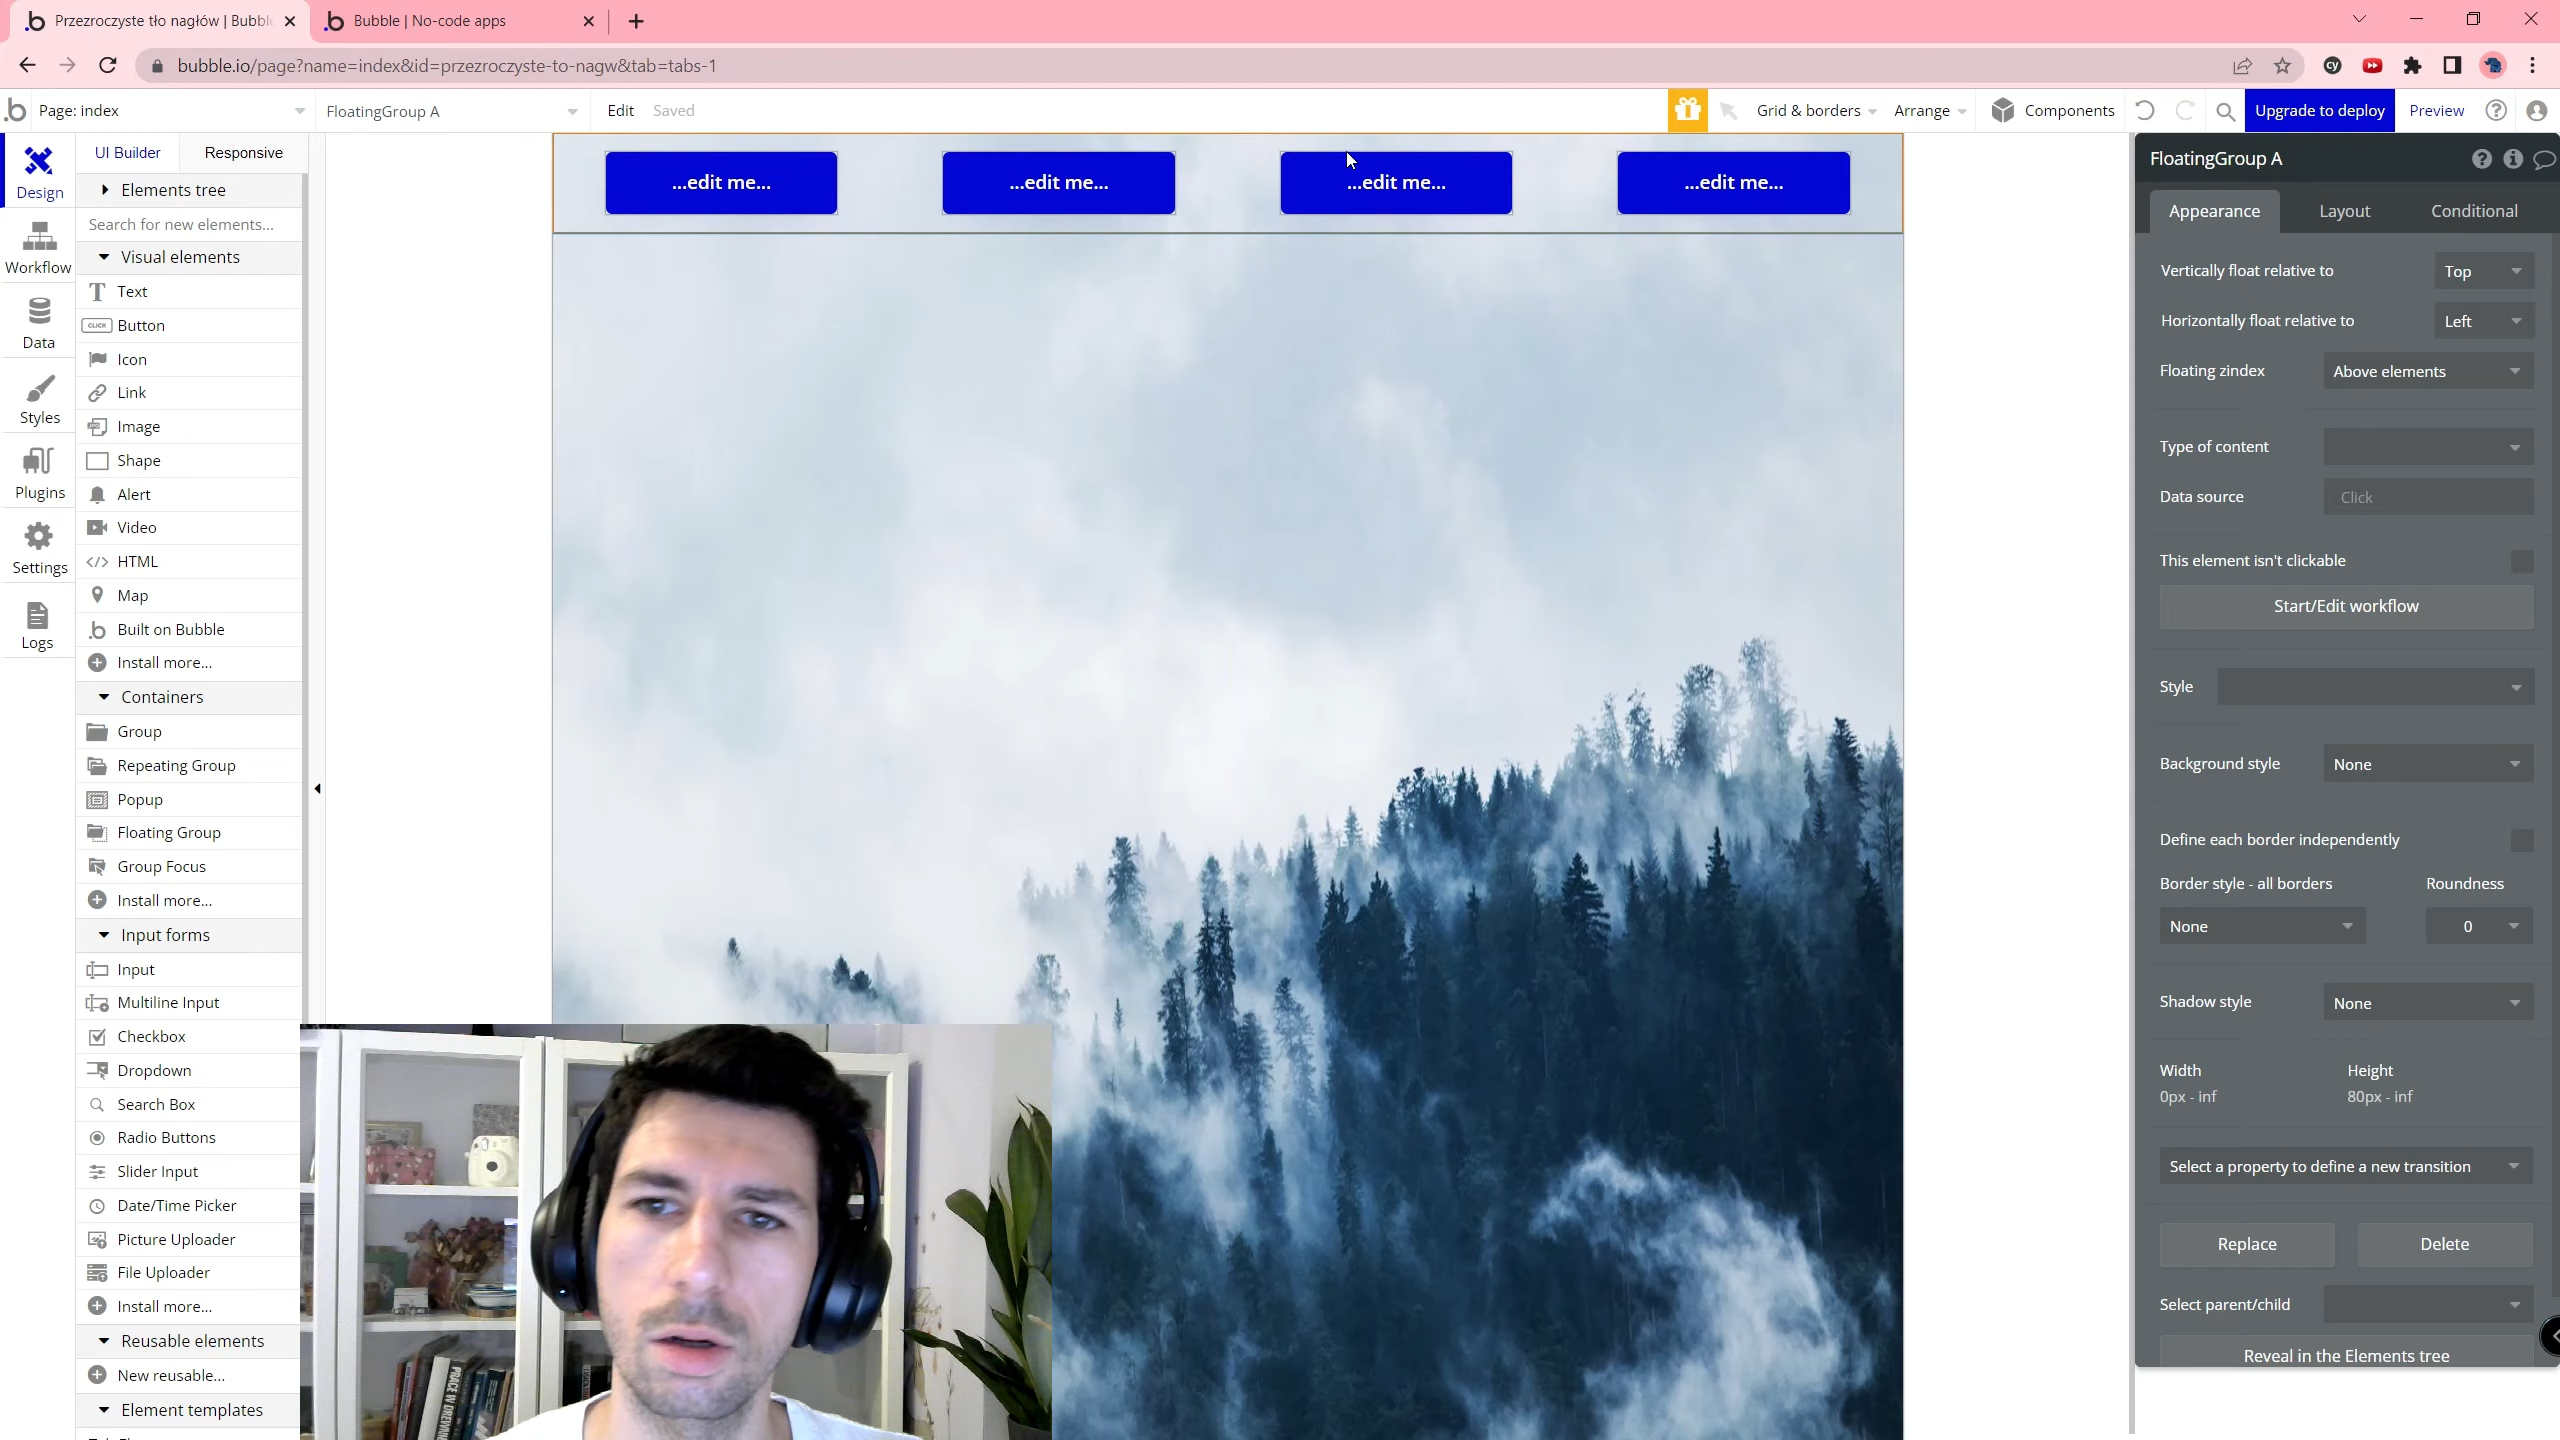 Przezroczyste tło nagłów | Bubble
Bubble | No-code apps
bubble.io/page?name=index&id=przezroczyste-to-nagw&tab=tabs-1
Page: index
FloatingGroup A
Edit
Saved
Grid & borders
Arrange
Components
Upgrade to deploy
Preview
Design
Workflow
Data
Styles
Plugins
Settings
Logs
UI Builder
Responsive
Elements tree
Search for new elements...
Visual elements
Text
CLICK
Button
Icon
Link
Image
Shape
Alert
Video
HTML
Map
Built on Bubble
Install more...
Containers
Group
Repeating Group
Popup
Floating Group
Group Focus
Install more...
Input forms
Input
Multiline Input
Checkbox
Dropdown
Search Box
Radio Buttons
Slider Input
Date/Time Picker
Picture Uploader
File Uploader
Install more...
Reusable elements
New reusable...
Element templates
...edit me...
...edit me...
...edit me...
...edit me...
FloatingGroup A
Appearance
Layout
Conditional
Vertically float relative to
Top
Horizontally float relative to
Left
Floating zindex
Above elements
Type of content
Data source
Click
This element isn't clickable
Start/Edit workflow
Style
Background style
None
Define each border independently
Border style - all borders
Roundness
None
0
Shadow style
None
Width
Height
0px - inf
80px - inf
Select a property to define a new transition
Replace
Delete
Select parent/child
Reveal in the Elements tree